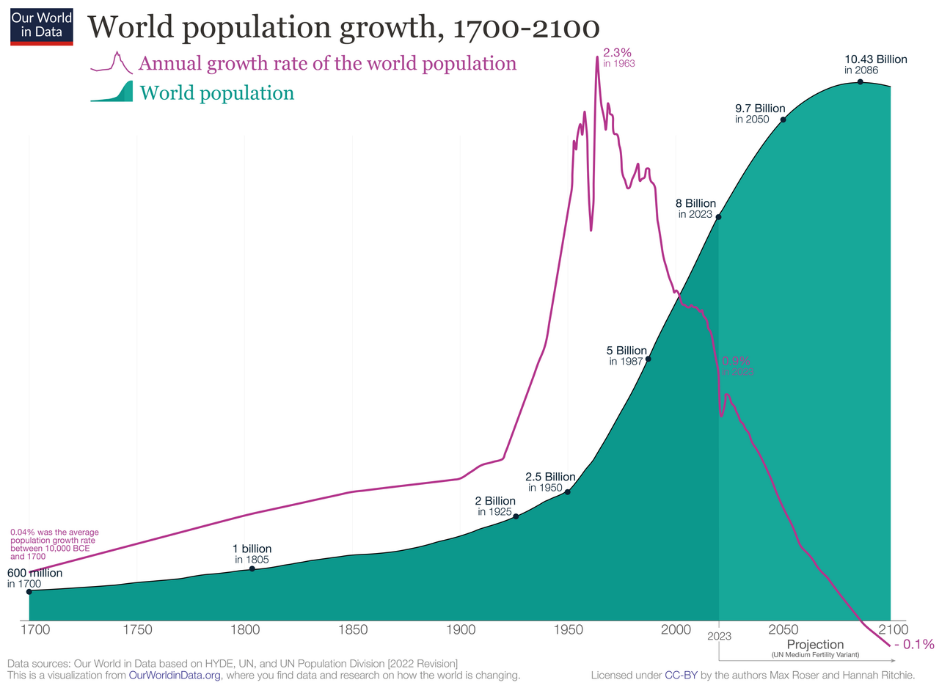 Our World
in Data
World population growth, 1700-2100
Annual growth rate of the world population
World population
2.3%
in 1963
10.43 Billion
in 2086
9.7 Billion
in 2050
8 Billion
in 2023
0.9%
in 2023
5 Billion
in 1987
2.5 Billion
in 1950
2 Billion
in 1925
1 billion
in 1805
0.04% was the average
population growth rate
between 10,000 BCE
and 1700
600 million
in 1700
1700 1750 1800 1850 1900 1950 2000 2023 2050 2100
- 0.1%
Projection
(UN Medium Fertility Variant)
Data sources: Our World in Data based on HYDE, UN, and UN Population Division [2022 Revision]
This is a visualization from OurWorldinData.org, where you find data and research on how the world is changing.
Licensed under CC-BY by the authors Max Roser and Hannah Ritchie.